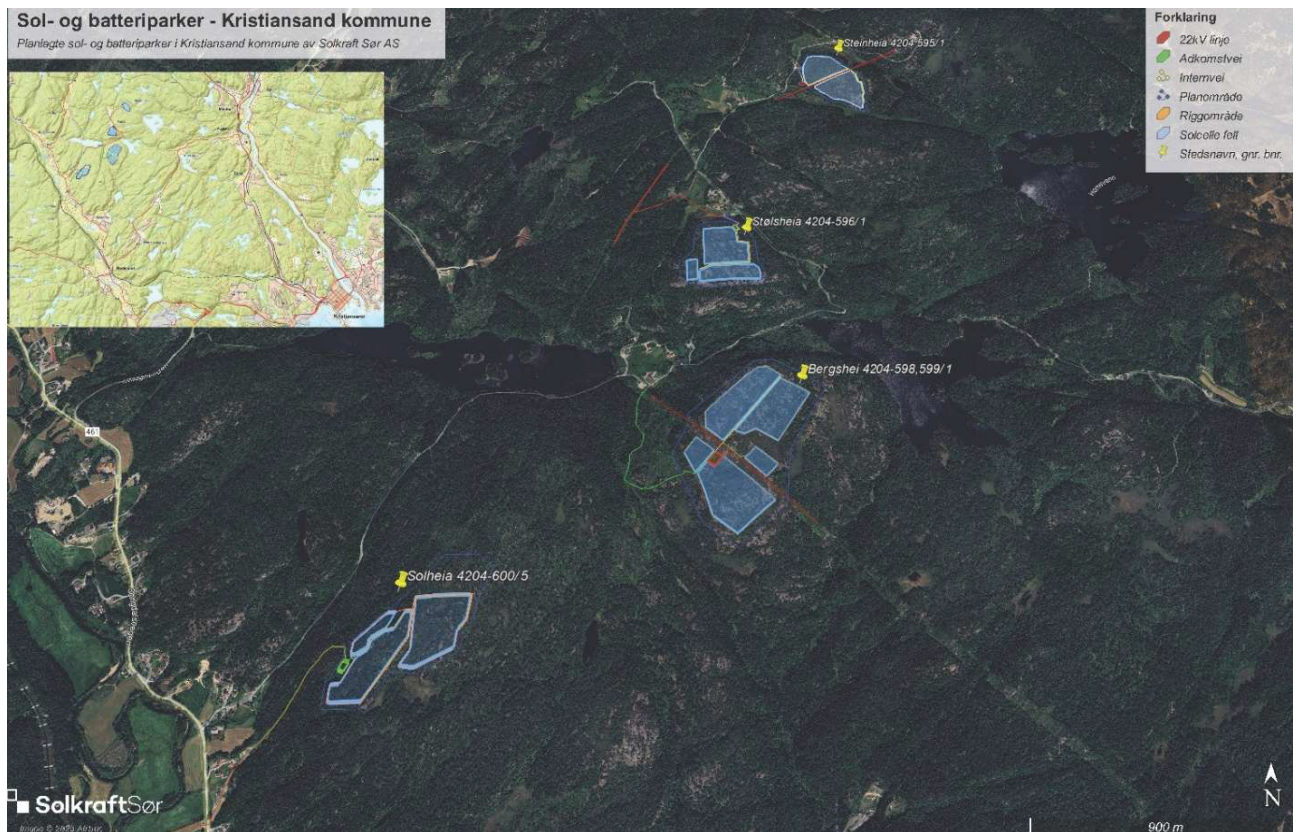 Sol- og batteriparker - Kristiansand kommune
Planlagte sol- og batteriparker i Kristiansand kommune av Solkraft Sør AS
Forklaring
22kV linje
Adkomstvei
Internvei
Planområde
Riggområde
Solcelle felt
Stedsnavn, gnr. bnr.
Steinheia 4204-595/1
Stølsheia 4204-596/1
Bergshei 4204-598,599/1
461
Solheia 4204-600/5
Kristiansand
SolkraftSør
N
900 m